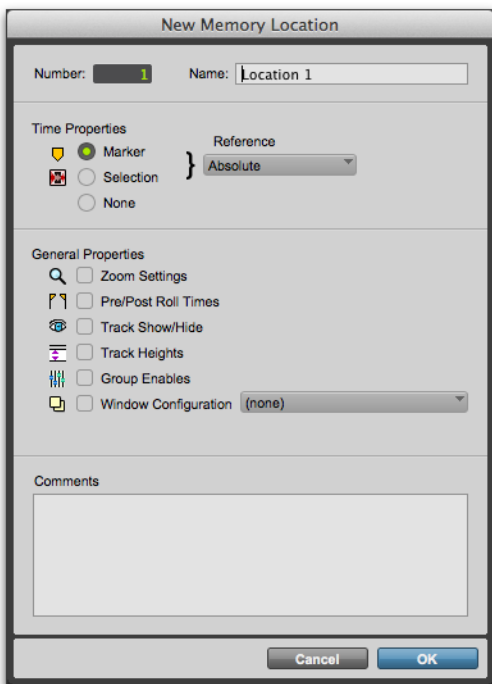 New Memory Location
Number: 1 Name: Location 1
Time Properties
Reference
Marker
Absolute
Selection
None
General Properties
Zoom Settings
Pre/Post Roll Times
Track Show/Hide
Track Heights
Group Enables
Window Configuration (none)
Comments
Cancel OK